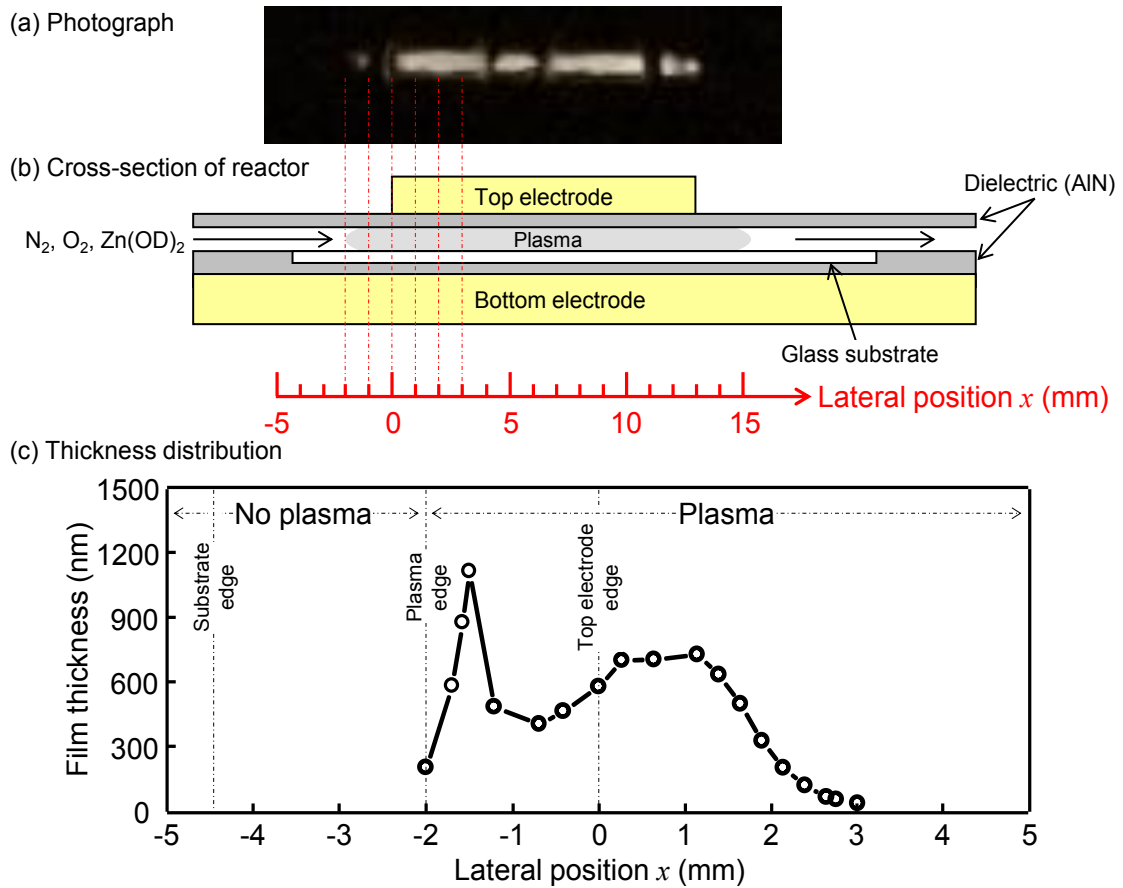 (a) Photograph
(b) Cross-section of reactor
Top electrode
Dielectric (AlN)
N₂, O₂, Zn(OD)₂
Plasma
Bottom electrode
Glass substrate
-5 0 5 10 15
Lateral position x (mm)
(c) Thickness distribution
1500
1200
900
600
300
0
Film thickness (nm)
No plasma
Plasma
Substrate
edge
Plasma
edge
Top electrode
edge
-5 -4 -3 -2 -1 0 1 2 3 4 5
Lateral position x (mm)